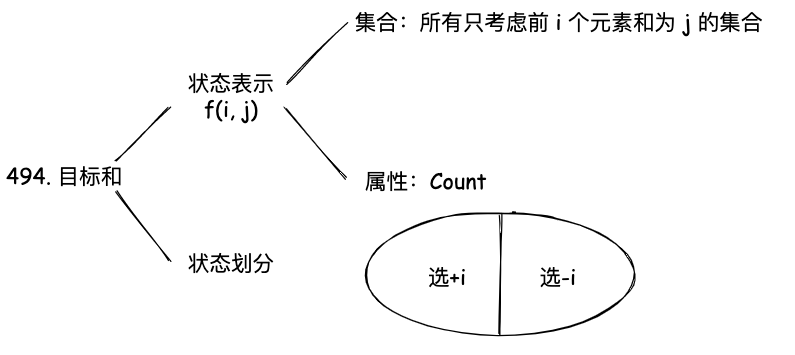 集合：所有只考虑前 i 个元素和为 j 的集合
状态表示
f(i, j)
494. 目标和
属性：Count
状态划分
选+i
选-i